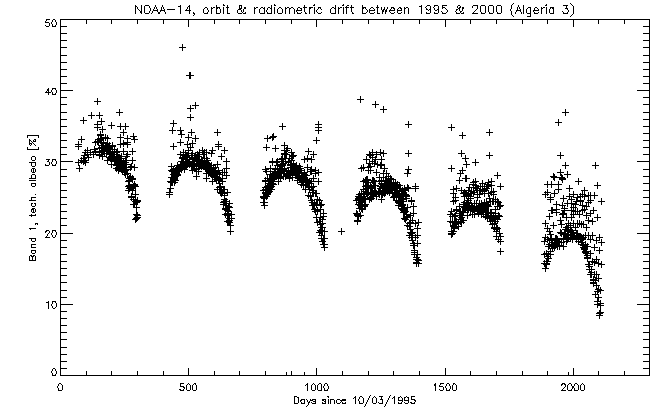 NOAA-14, orbit & radiometric drift between 1995 & 2000 (Algeria 3)
50
40
30
20
10
0
Band 1, tech. albedo [%]
0 500 1000 1500 2000
Days since 10/03/1995